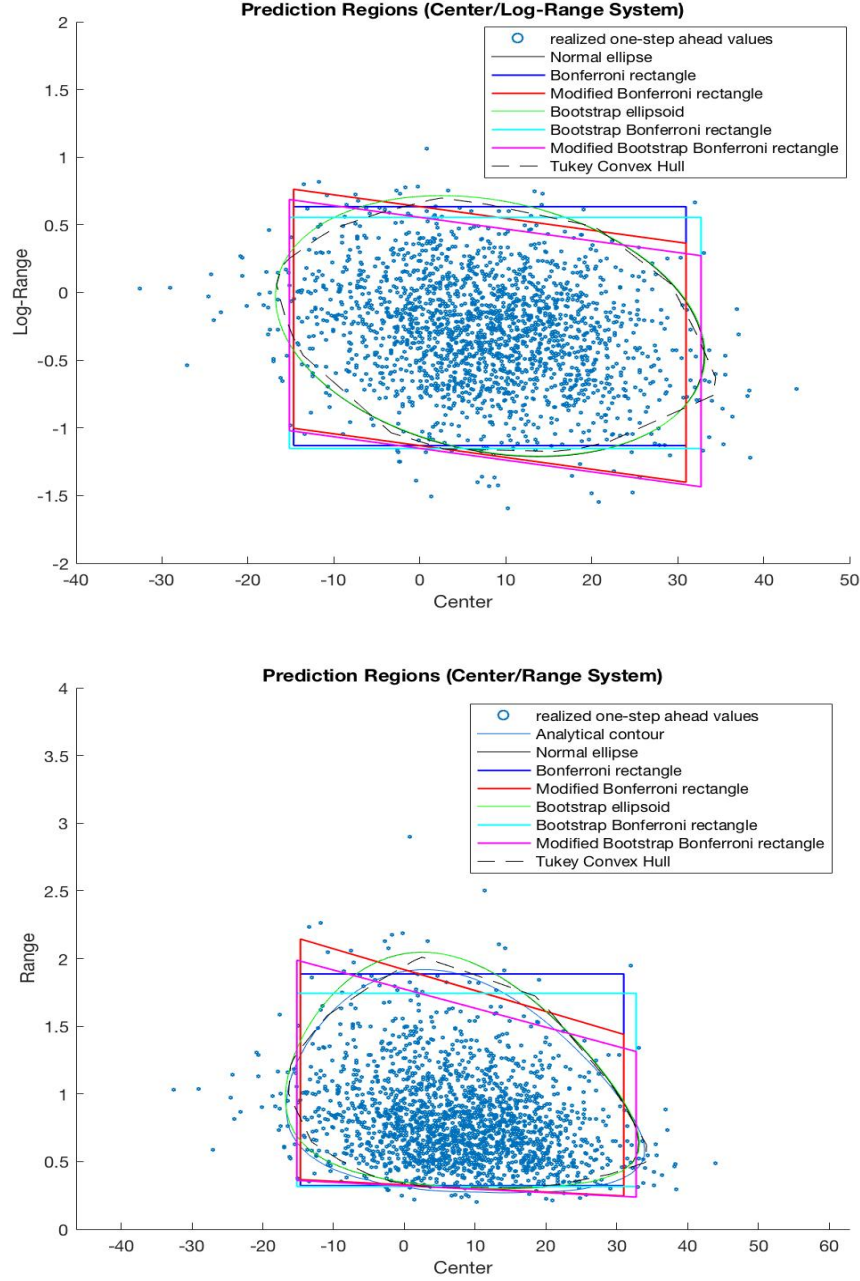 Prediction Regions (Center/Log-Range System)
2
1.5
1
0.5
0
-0.5
-1
-1.5
-2
Log-Range
realized one-step ahead values
Normal ellipse
Bonferroni rectangle
Modified Bonferroni rectangle
Bootstrap ellipsoid
Bootstrap Bonferroni rectangle
Modified Bootstrap Bonferroni rectangle
Tukey Convex Hull
-40 -30 -20 -10 0 10 20 30 40 50
Center
Prediction Regions (Center/Range System)
4
3.5
3
2.5
2
1.5
1
0.5
0
Range
realized one-step ahead values
Analytical contour
Normal ellipse
Bonferroni rectangle
Modified Bonferroni rectangle
Bootstrap ellipsoid
Bootstrap Bonferroni rectangle
Modified Bootstrap Bonferroni rectangle
Tukey Convex Hull
-40 -30 -20 -10 0 10 20 30 40 50 60
Center